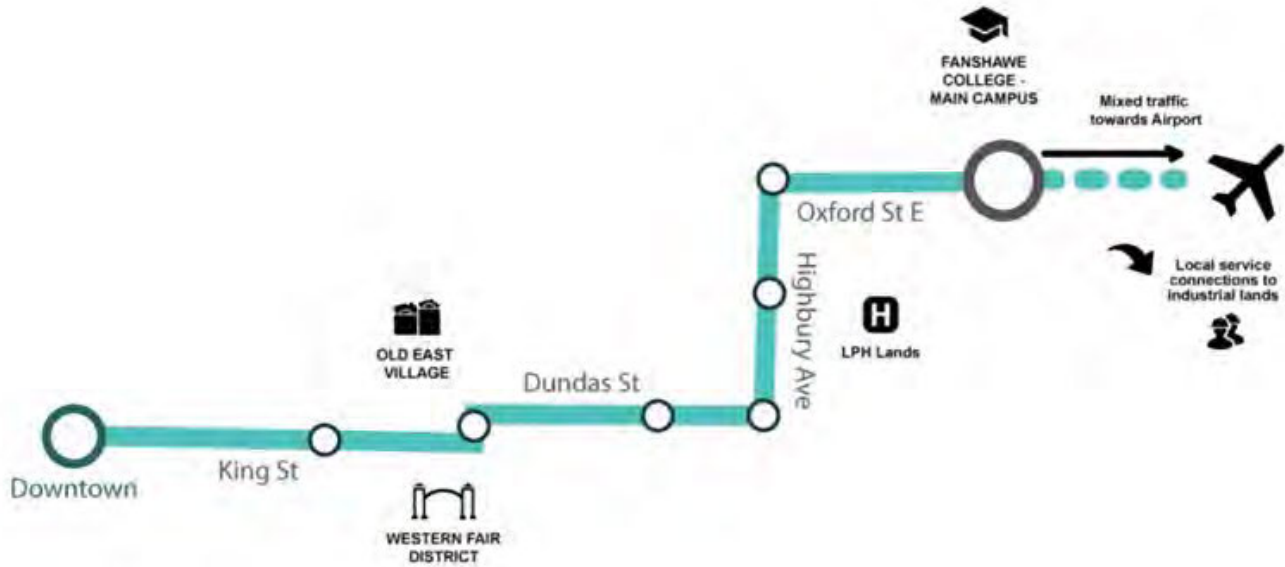 FANSHAWE
COLLEGE -
MAIN CAMPUS
Mixed traffic
towards Airport
Oxford St E
Highbury Ave
Local service
connections to
industrial lands
H
LPH Lands
OLD EAST
VILLAGE
Dundas St
King St
Downtown
WESTERN FAIR
DISTRICT